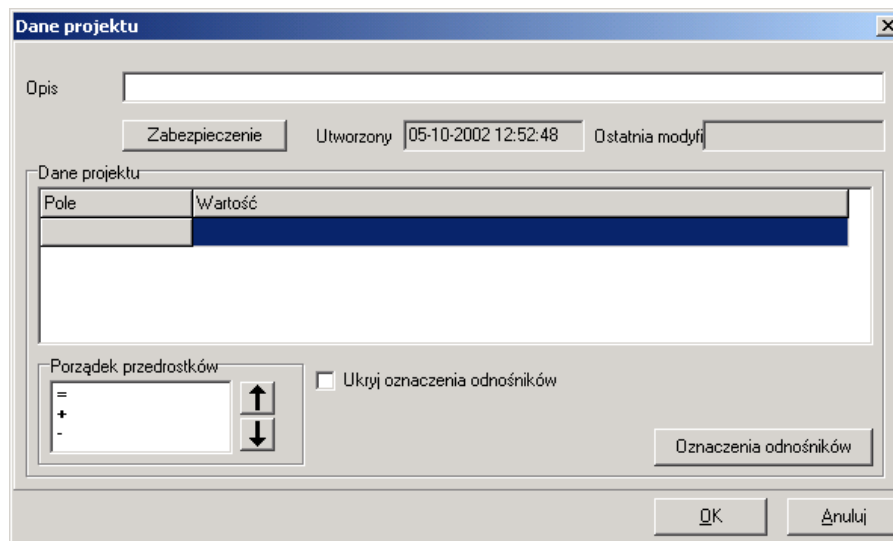 Dane projektu
Opis
Zabezpieczenie Utworzony 05-10-2002 12:52:48 Ostatnia modyfi
Dane projektu
Pole Wartość
Porządek przedrostków
=
+
-
Ukryj oznaczenia odnośników
Oznaczenia odnośników
OK Anuluj